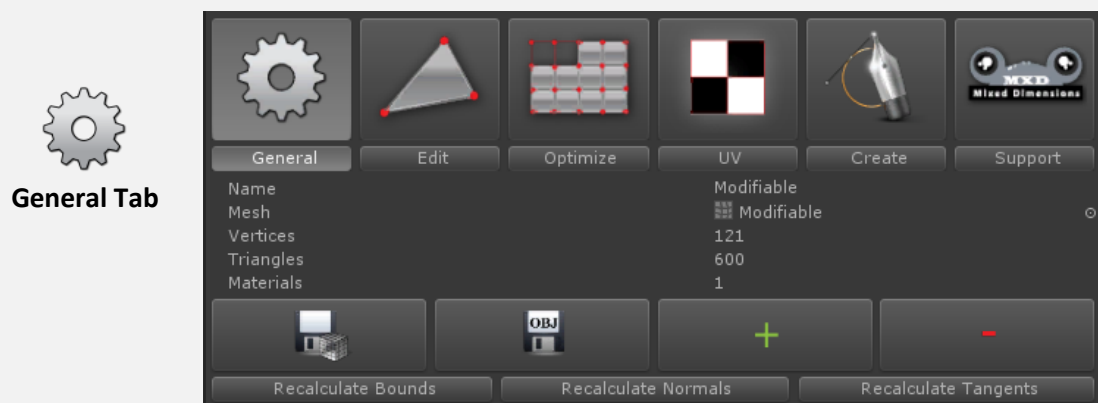 General Tab
MXD
Mixed Dimensions
General Edit Optimize UV Create Support
Name Modifiable
Mesh Modifiable
Vertices 121
Triangles 600
Materials 1
OBJ
+ -
Recalculate Bounds Recalculate Normals Recalculate Tangents